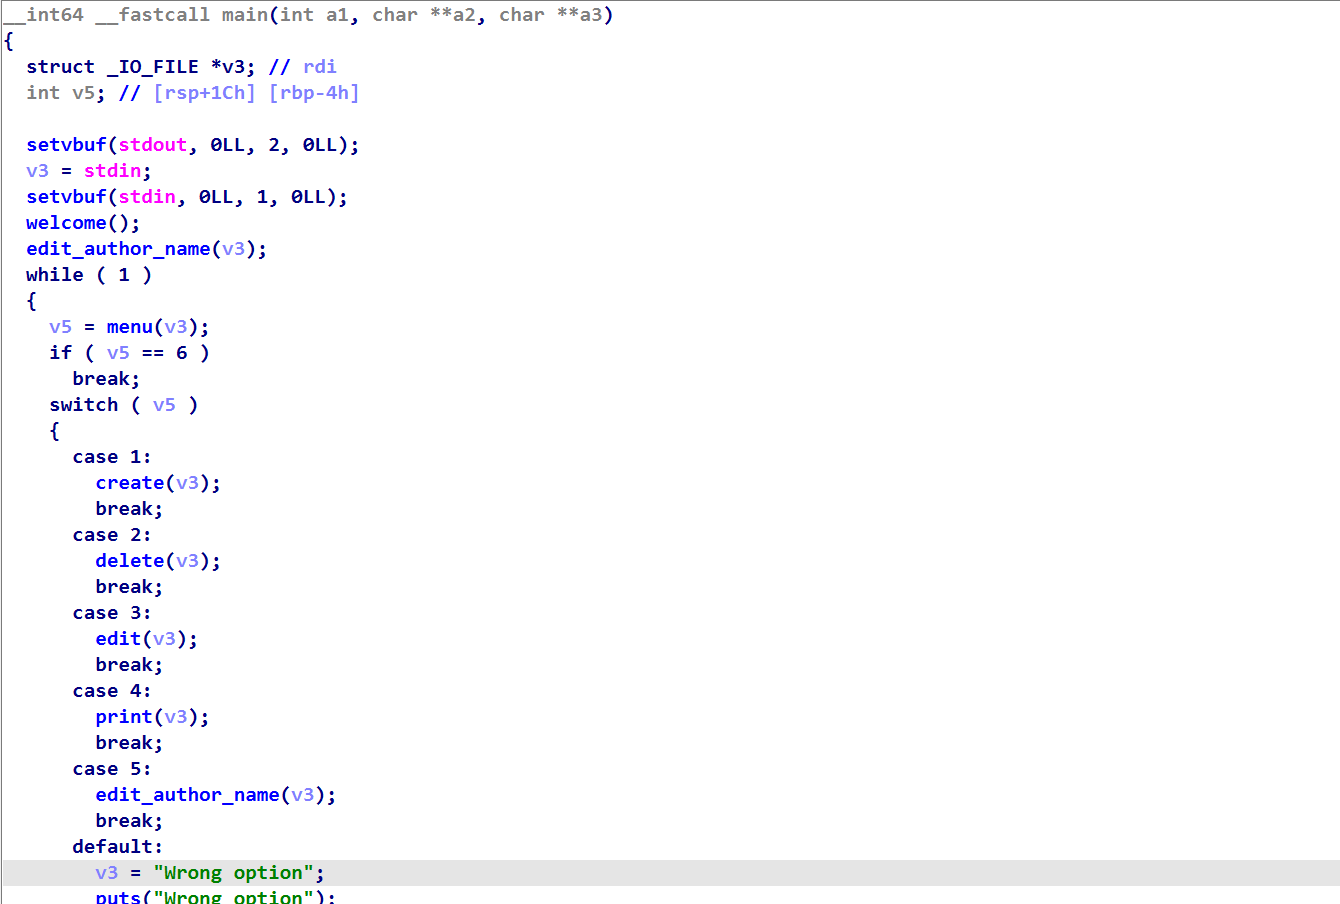 __int64 __fastcall main(int a1, char **a2, char **a3)
{
  struct _IO_FILE *v3; // rdi
  int v5; // [rsp+1Ch] [rbp-4h]

  setvbuf(stdout, 0LL, 2, 0LL);
  v3 = stdin;
  setvbuf(stdin, 0LL, 1, 0LL);
  welcome();
  edit_author_name(v3);
  while ( 1 )
  {
    v5 = menu(v3);
    if ( v5 == 6 )
      break;
    switch ( v5 )
    {
      case 1:
        create(v3);
        break;
      case 2:
        delete(v3);
        break;
      case 3:
        edit(v3);
        break;
      case 4:
        print(v3);
        break;
      case 5:
        edit_author_name(v3);
        break;
      default:
        v3 = "Wrong option";
        puts("Wrong option");